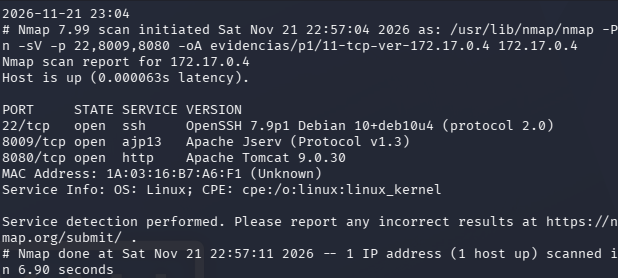 2026-11-21 23:04
# Nmap 7.99 scan initiated Sat Nov 21 22:57:04 2026 as: /usr/lib/nmap/nmap -P
n -sV -p 22,8009,8080 -oA evidencias/p1/11-tcp-ver-172.17.0.4 172.17.0.4
Nmap scan report for 172.17.0.4
Host is up (0.000063s latency).

PORT     STATE SERVICE VERSION
22/tcp   open  ssh     OpenSSH 7.9p1 Debian 10+deb10u4 (protocol 2.0)
8009/tcp open  ajp13   Apache Jserv (Protocol v1.3)
8080/tcp open  http    Apache Tomcat 9.0.30
MAC Address: 1A:03:16:B7:A6:F1 (Unknown)
Service Info: OS: Linux; CPE: cpe:/o:linux:linux_kernel

Service detection performed. Please report any incorrect results at https://n
map.org/submit/ .
# Nmap done at Sat Nov 21 22:57:11 2026 -- 1 IP address (1 host up) scanned i
n 6.90 seconds